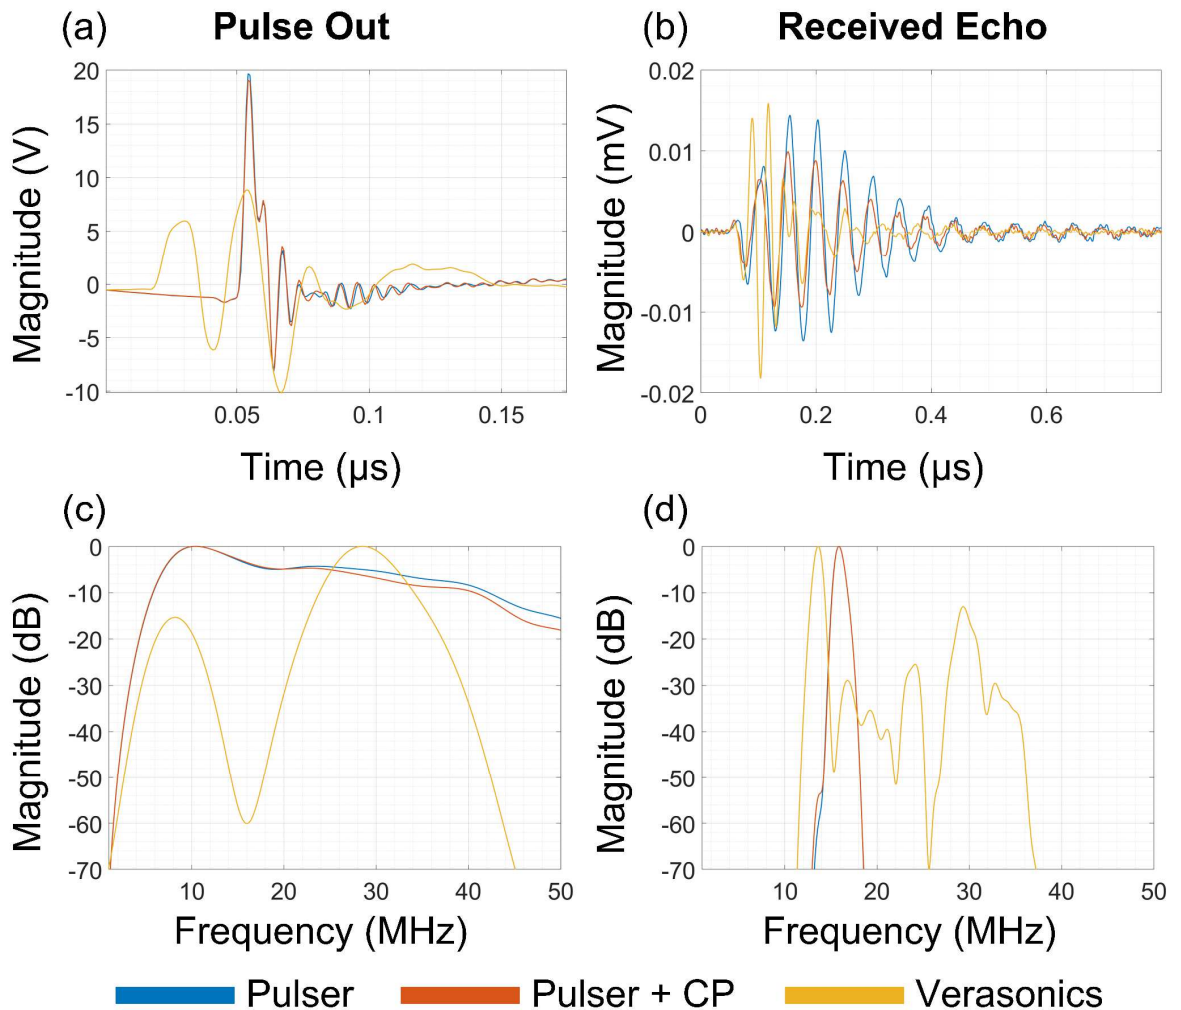 (a) Pulse Out
(b) Received Echo
Magnitude (V)
20
15
10
5
0
-5
-10
0.05 0.1 0.15
Time (µs)
Magnitude (mV)
0.02
0.01
0
-0.01
-0.02
0 0.2 0.4 0.6
Time (µs)
(c)
Magnitude (dB)
0
-10
-20
-30
-40
-50
-60
-70
10 20 30 40 50
Frequency (MHz)
(d)
Magnitude (dB)
0
-10
-20
-30
-40
-50
-60
-70
10 20 30 40 50
Frequency (MHz)
Pulser Pulser + CP Verasonics